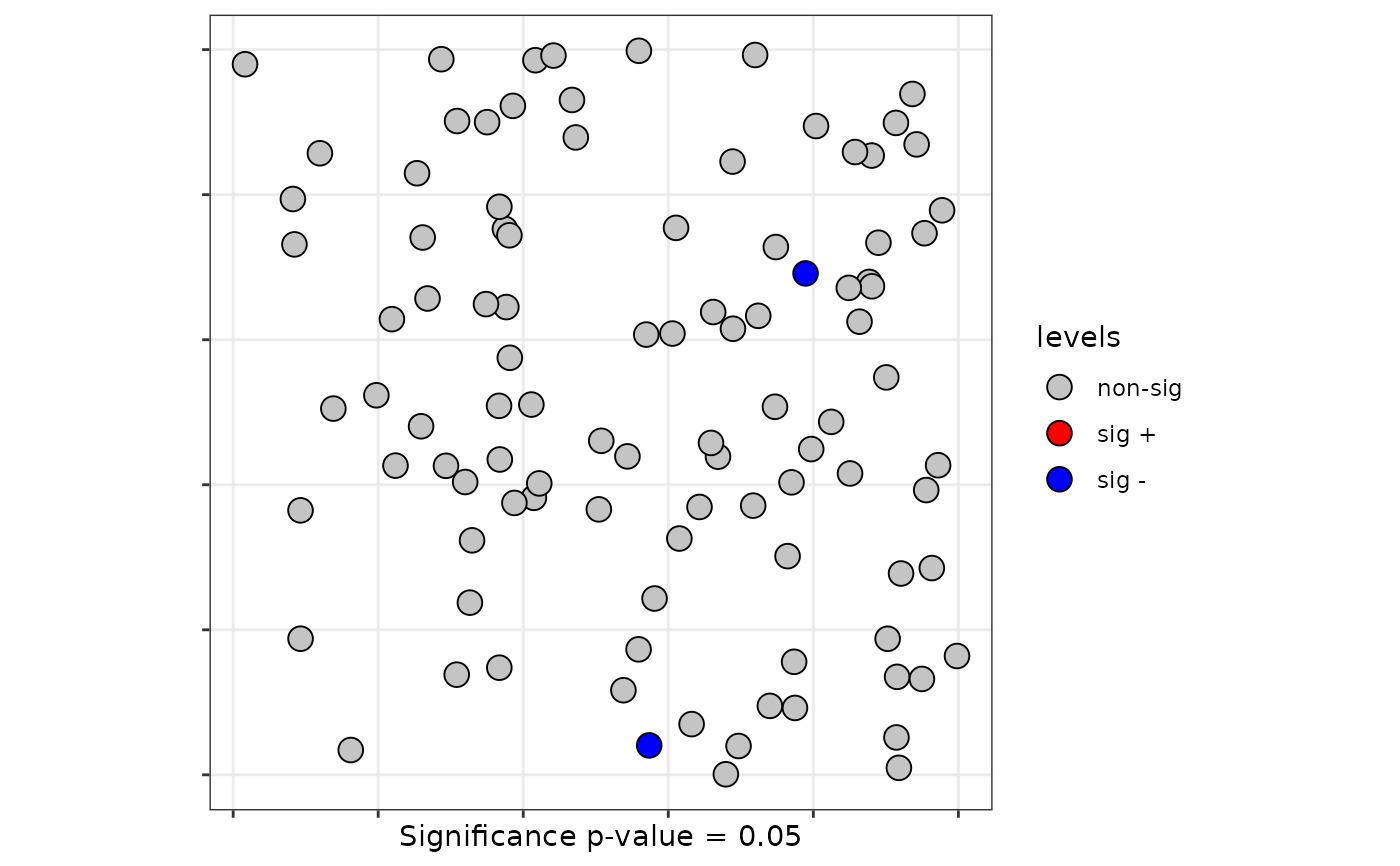 levels
non-sig
sig +
sig -
Significance p-value = 0.05